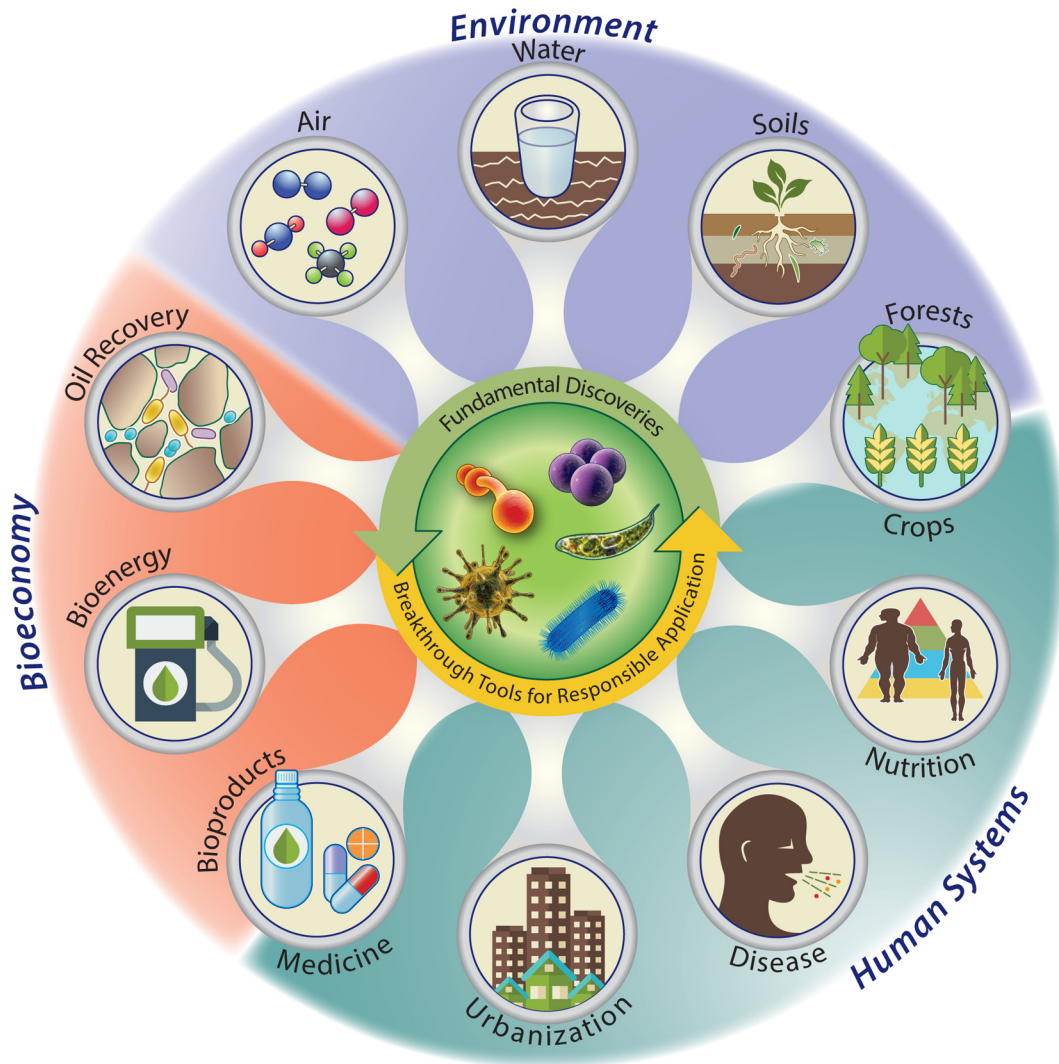 Environment
Water
Air
Soils
Oil Recovery
Forests
Fundamental Discoveries
Bioeconomy
Crops
Bioenergy
Breakthrough Tools for Responsible Application
Nutrition
Bioproducts
Human Systems
Medicine
Disease
Urbanization